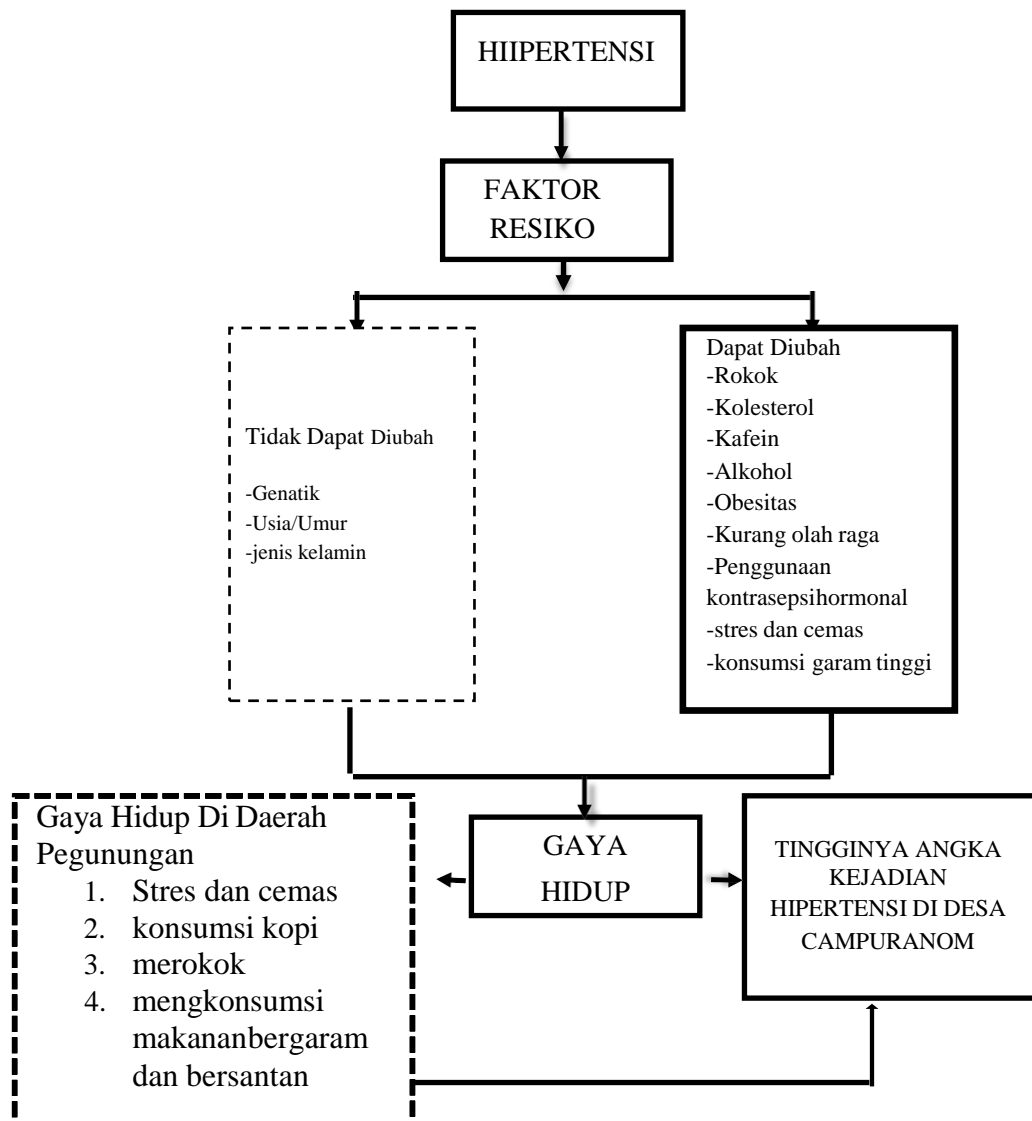 HIIPERTENSI
FAKTOR
RESIKO
Tidak Dapat Diubah
-Genatik
-Usia/Umur
-jenis kelamin
Dapat Diubah
-Rokok
-Kolesterol
-Kafein
-Alkohol
-Obesitas
-Kurang olah raga
-Penggunaan
kontrasepsihormonal
-stres dan cemas
-konsumsi garam tinggi
Gaya Hidup Di Daerah
Pegunungan
1. Stres dan cemas
2. konsumsi kopi
3. merokok
4. mengkonsumsi
makananbergaram
dan bersantan
GAYA
HIDUP
TINGGINYA ANGKA
KEJADIAN
HIPERTENSI DI DESA
CAMPURANOM